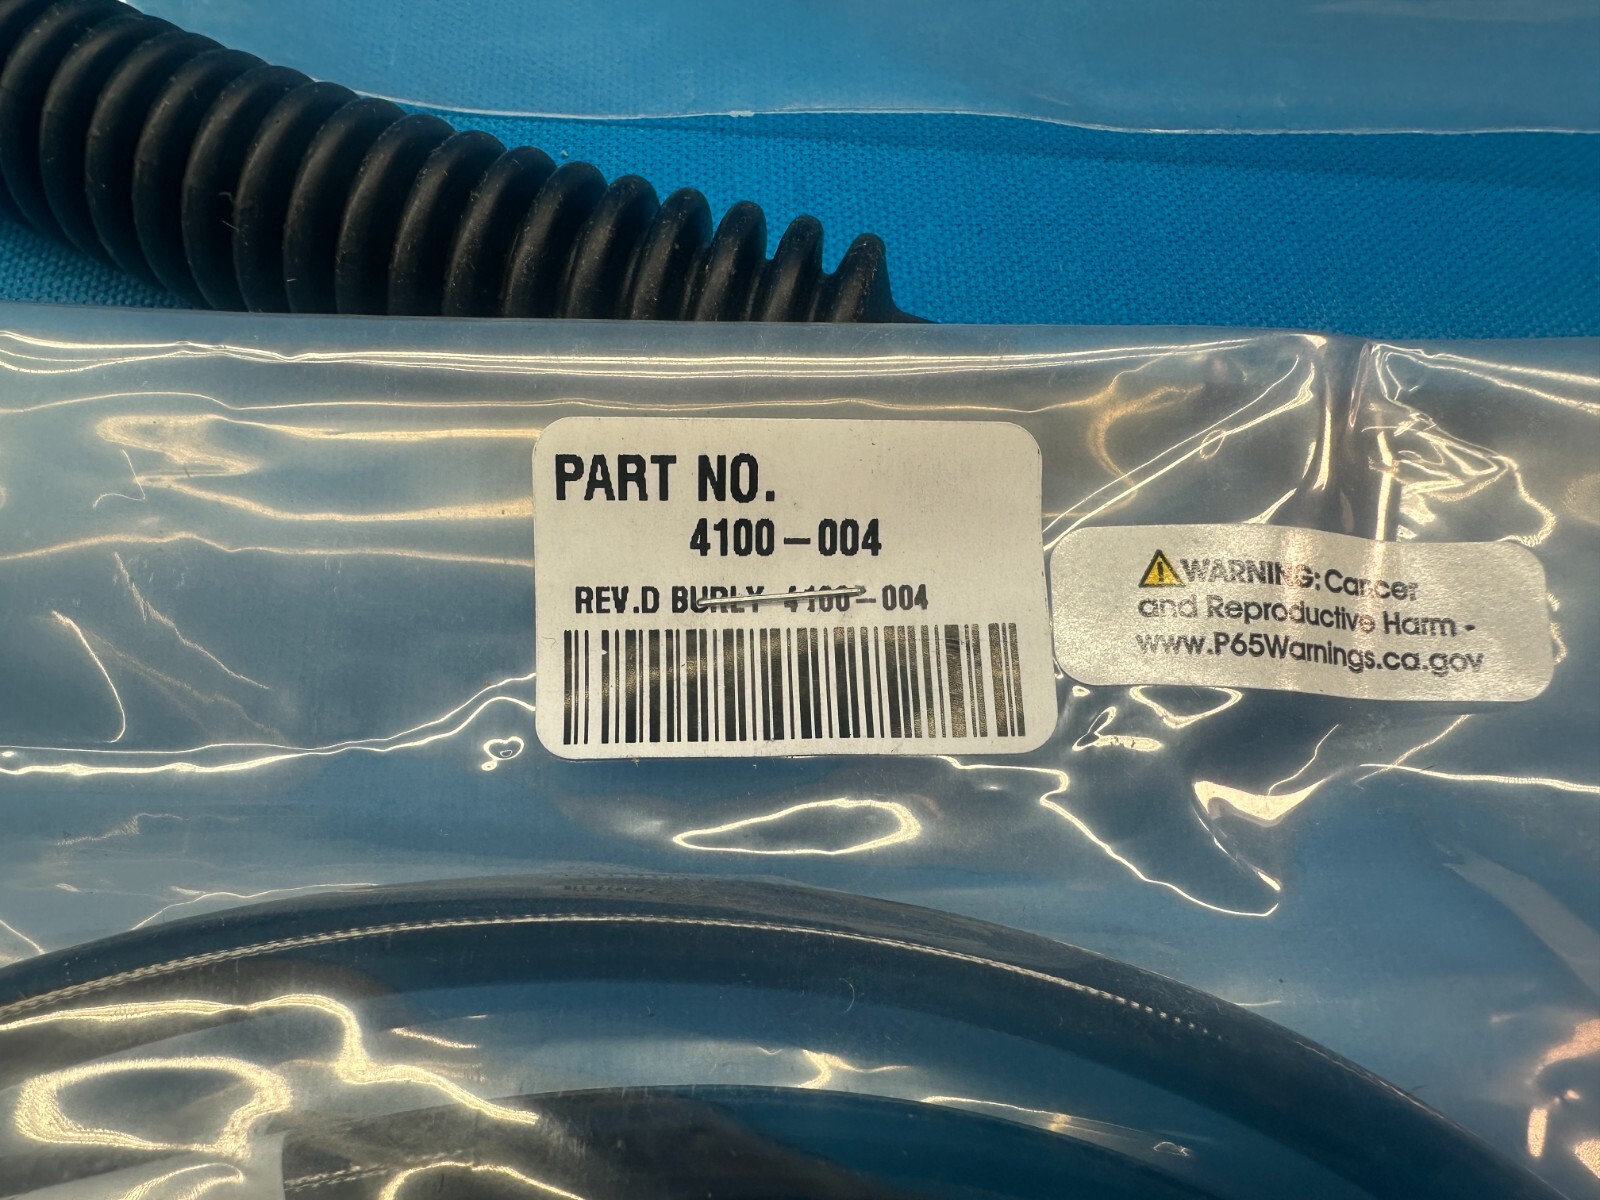 PART NO.
4100-004
REV.D BURLY 4100-004
WARNING: Cancer
and Reproductive Harm -
www.P65Warnings.ca.gov